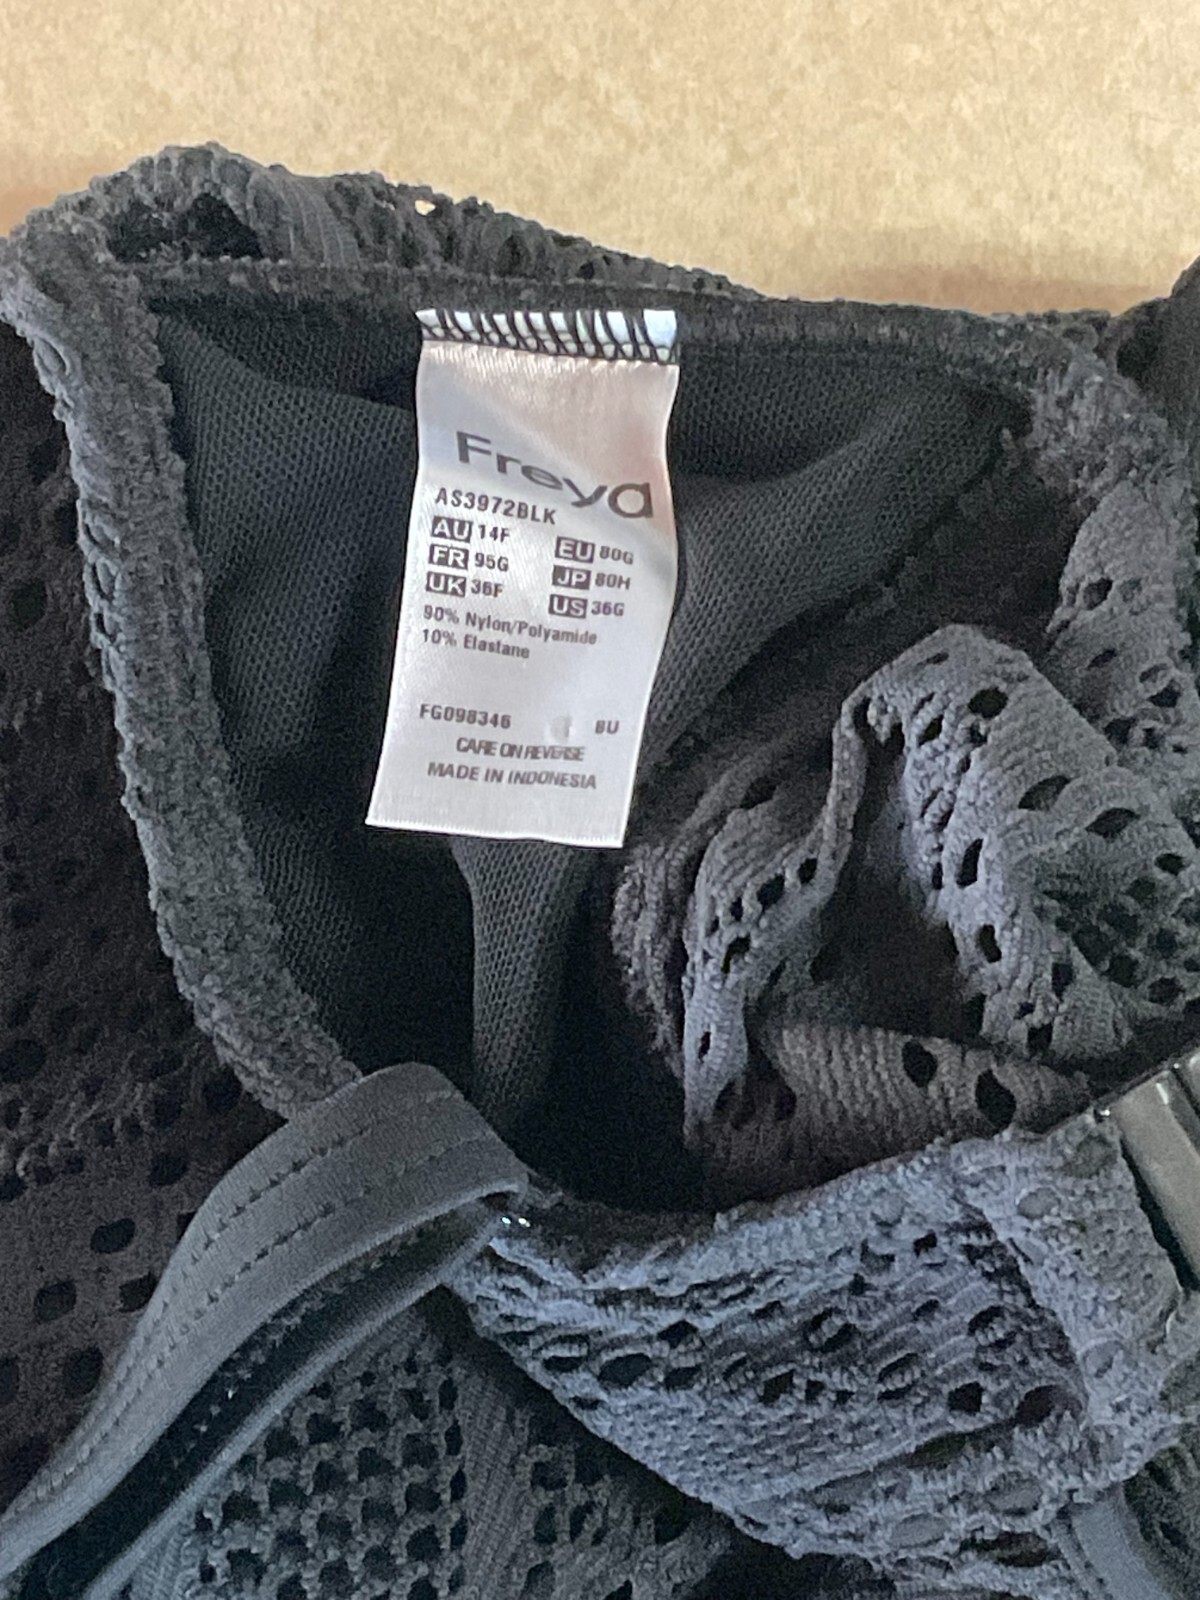 Freya
AS3972BLK
AU 14F EU 80G
FR 95G JP 80H
UK 36F US 36G
90% Nylon/Polyamide
10% Elastane
FG098346 BU
CARE ON REVERSE
MADE IN INDONESIA